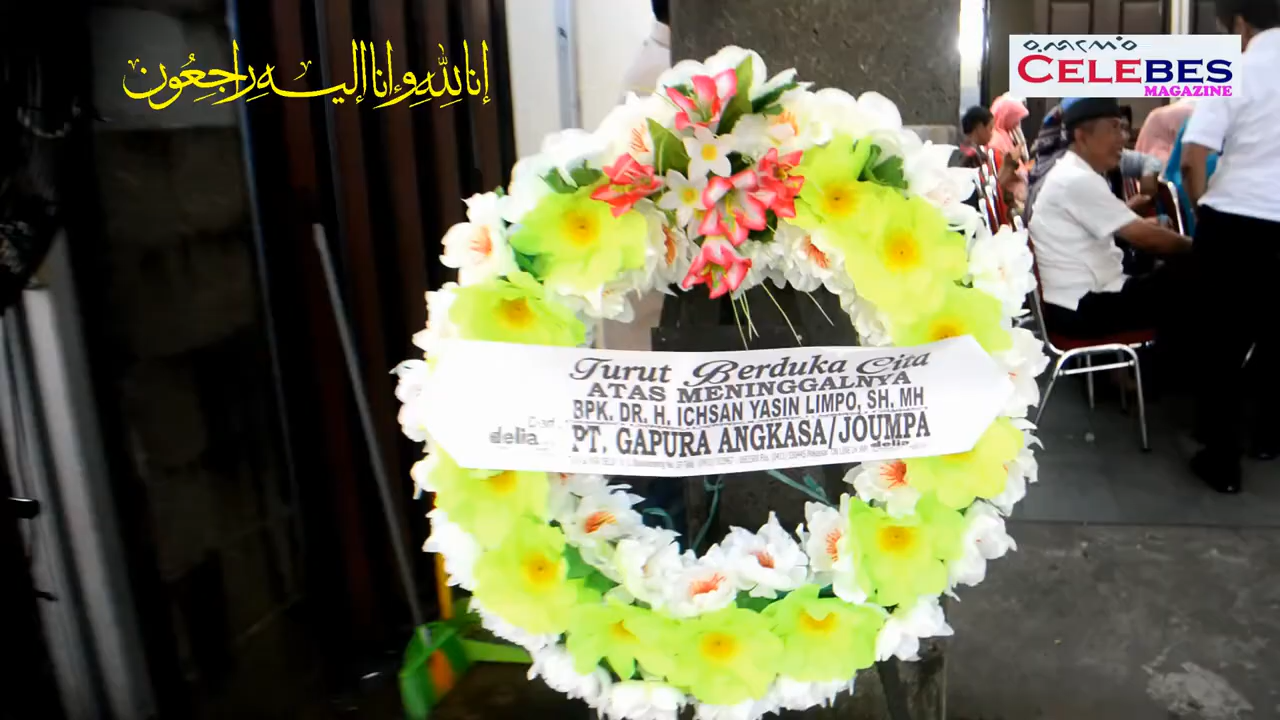 إنا لله وإنا إليه راجعون
CELEBES
MAGAZINE
Turut Berduka Cita
ATAS MENINGGALNYA
BPK. DR. H. ICHSAN YASIN LIMPO, SH. MH
PT. GAPURA ANGKASA/JOUMPA
delia
delia